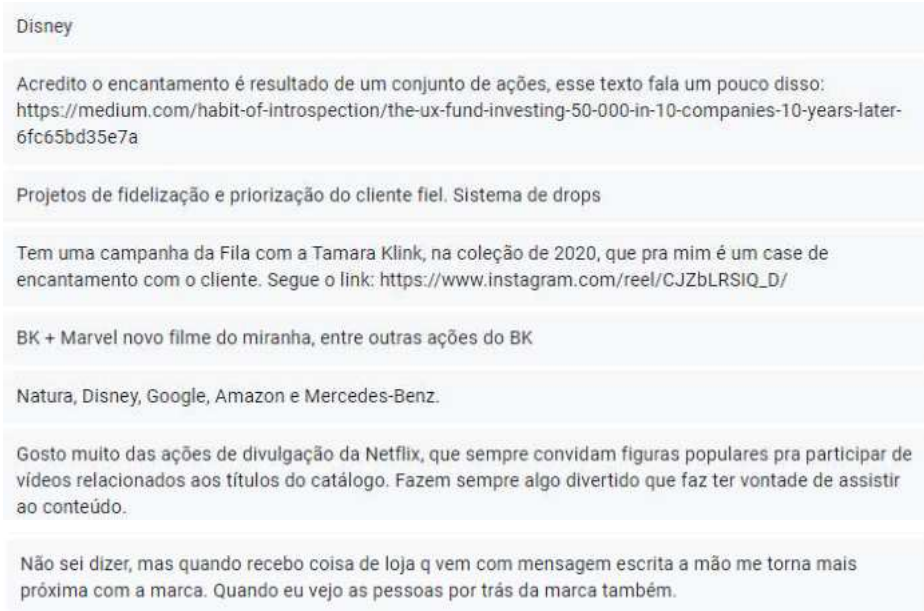 Disney
Acredito o encantamento é resultado de um conjunto de ações, esse texto fala um pouco disso:
https://medium.com/habit-of-introspection/the-ux-fund-investing-50-000-in-10-companies-10-years-later-
6fc65bd35e7a
Projetos de fidelização e priorização do cliente fiel. Sistema de drops
Tem uma campanha da Fila com a Tamara Klink, na coleção de 2020, que pra mim é um case de
encantamento com o cliente. Segue o link: https://www.instagram.com/reel/CJZbLRSIQ_D/
BK + Marvel novo filme do miranha, entre outras ações do BK
Natura, Disney, Google, Amazon e Mercedes-Benz.
Gosto muito das ações de divulgação da Netflix, que sempre convidam figuras populares pra participar de
vídeos relacionados aos títulos do catálogo. Fazem sempre algo divertido que faz ter vontade de assistir
ao conteúdo.
Não sei dizer, mas quando recebo coisa de loja q vem com mensagem escrita a mão me torna mais
próxima com a marca. Quando eu vejo as pessoas por trás da marca também.